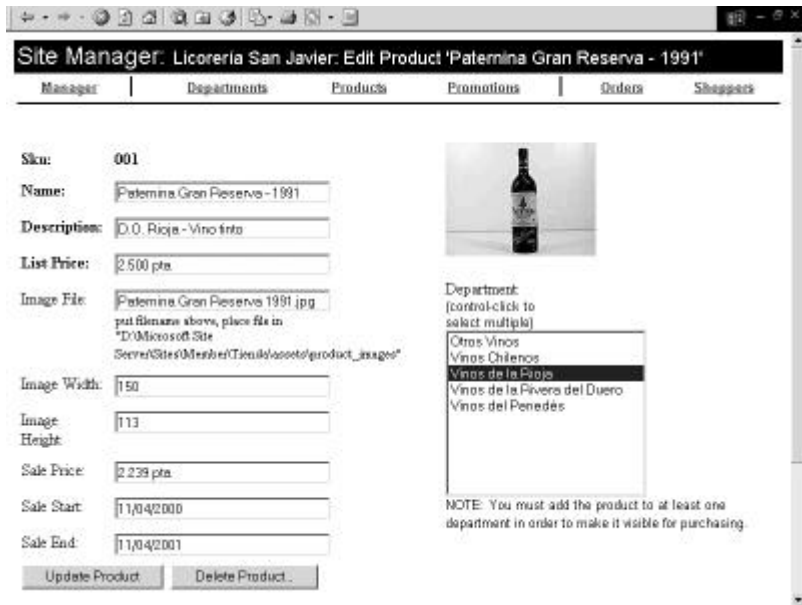 Site Manager: Licorería San Javier: Edit Product 'Paternina Gran Reserva - 1991'
Manager | Departments Products Promotions | Orders Shoppers
Sku: 001
Name: Paternina Gran Reserva - 1991
Description: D.O. Rioja - Vino tinto
List Price: 2.500 pta
Image File: Paternina Gran Reserva 1991.jpg
put filename above, place file in
"D:\Microsoft Site
Server\Sites\Member\Tienda\assets\product_images"
Image Width: 150
Image
Height: 113
Sale Price: 2.239 pta
Sale Start: 11/04/2000
Sale End: 11/04/2001
Update Product Delete Product..
Department:
(control-click to
select multiple)
Otros Vinos
Vinos Chilenos
Vinos de la Rioja
Vinos de la Rivera del Duero
Vinos del Penedès
NOTE: You must add the product to at least one
department in order to make it visible for purchasing.